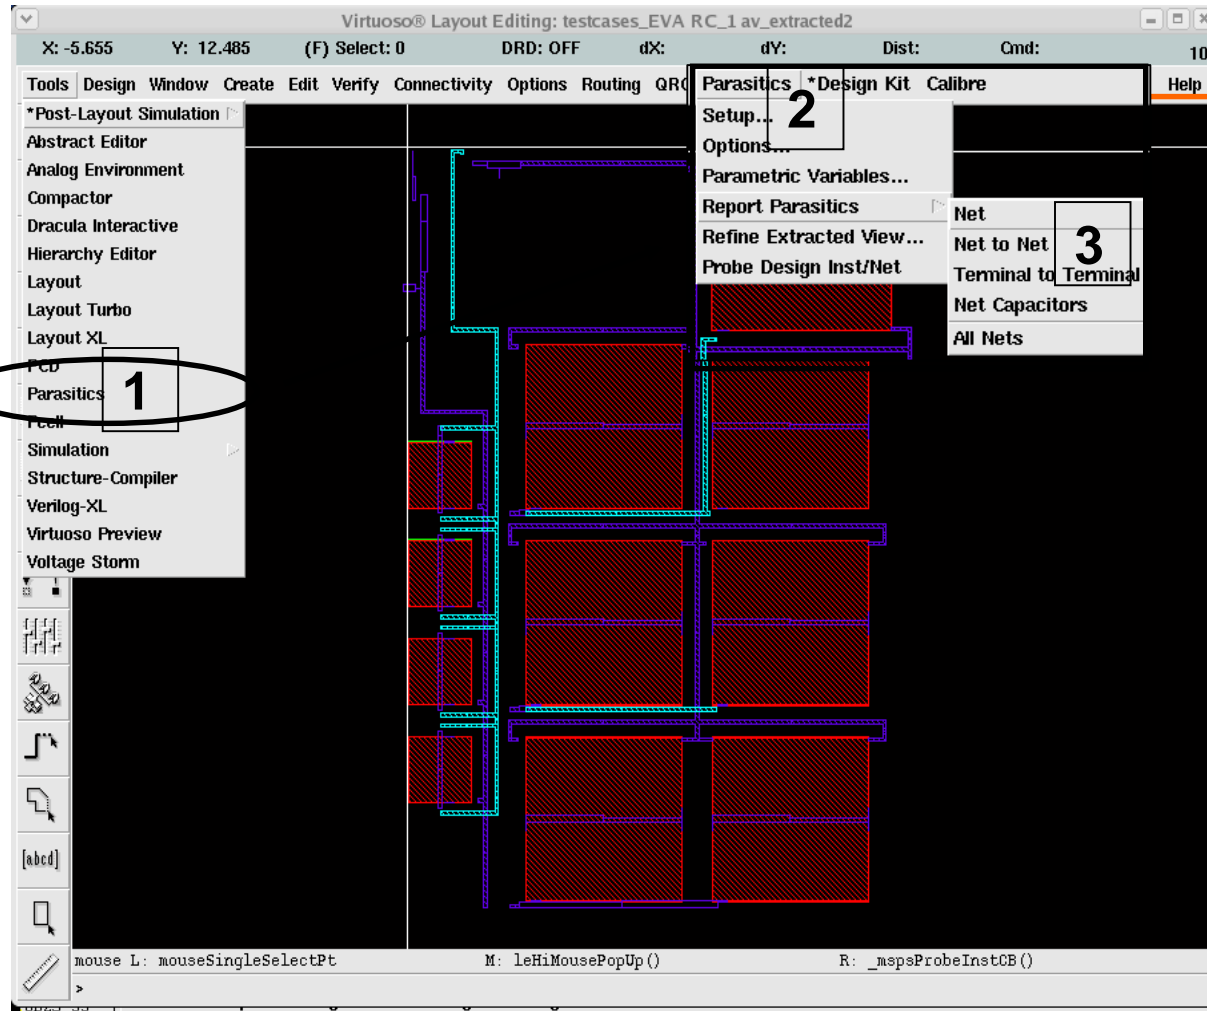 Virtuoso® Layout Editing: testcases_EVA RC_1 av_extracted2
X: -5.655 Y: 12.485 (F) Select: 0 DRD: OFF dX: dY: Dist: Cmd: 10
Tools Design Window Create Edit Verify Connectivity Options Routing QRC Parasitics *Design Kit Calibre Help
*Post-Layout Simulation
Abstract Editor
Analog Environment
Compactor
Dracula Interactive
Hierarchy Editor
Layout
Layout Turbo
Layout XL
PCD
Parasitics
Pcell
Simulation
Structure-Compiler
Verilog-XL
Virtuoso Preview
Voltage Storm
1
2
Setup...
Options...
Parametric Variables...
Report Parasitics
Refine Extracted View...
Probe Design Inst/Net
3
Net
Net to Net
Terminal to Terminal
Net Capacitors
All Nets
[abcd]
mouse L: mouseSingleSelectPt M: leHiMousePopUp() R: _mspsProbeInstCB()
>